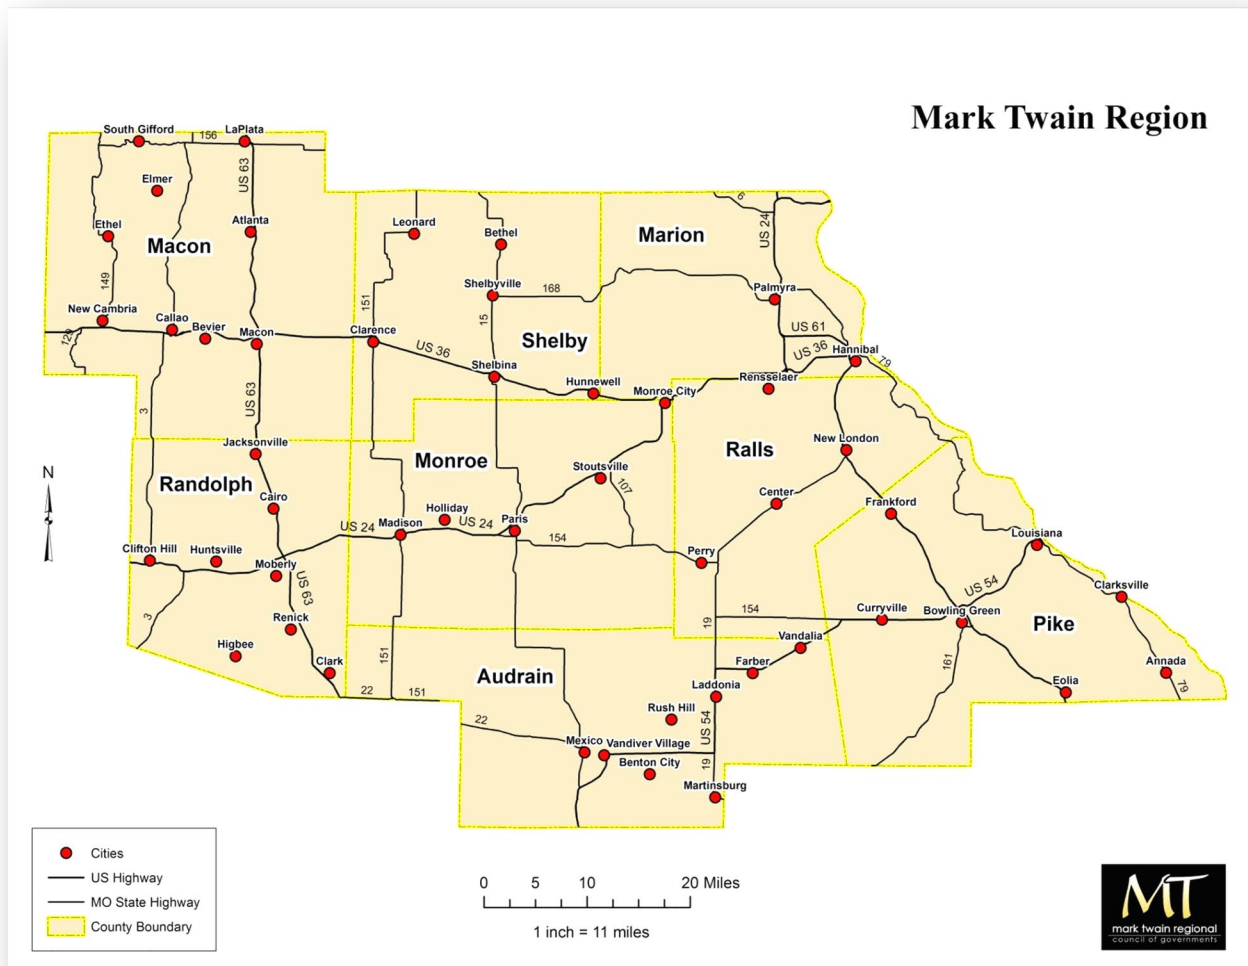 Mark Twain Region
South Gifford
156
LaPlata
US 63
Elmer
Ethel
Atlanta
Macon
149
New Cambria
Callao
Bevier
Macon
129
US 63
3
Leonard
Bethel
Shelbyville
168
151
15
Clarence
US 36
Shelby
Shelbina
Hunnewell
Marion
6
US 24
Palmyra
US 61
US 36
Hannibal
79
Monroe City
Rensselaer
Jacksonville
Randolph
Cairo
Clifton Hill
Huntsville
Moberly
US 63
3
Renick
Higbee
Clark
22
151
151
Monroe
Stoutsville
107
Holliday
US 24
Madison
US 24
Paris
154
Ralls
New London
Center
Perry
19
154
Frankford
Louisiana
US 54
Clarksville
Curryville
Bowling Green
Pike
Vandalia
161
Annada
79
Eolia
Audrain
Farber
Laddonia
Rush Hill
US 54
22
Mexico
Vandiver Village
Benton City
19
Martinsburg
N
Cities
US Highway
MO State Highway
County Boundary
0 5 10 20 Miles
1 inch = 11 miles
MT
mark twain regional
council of governments